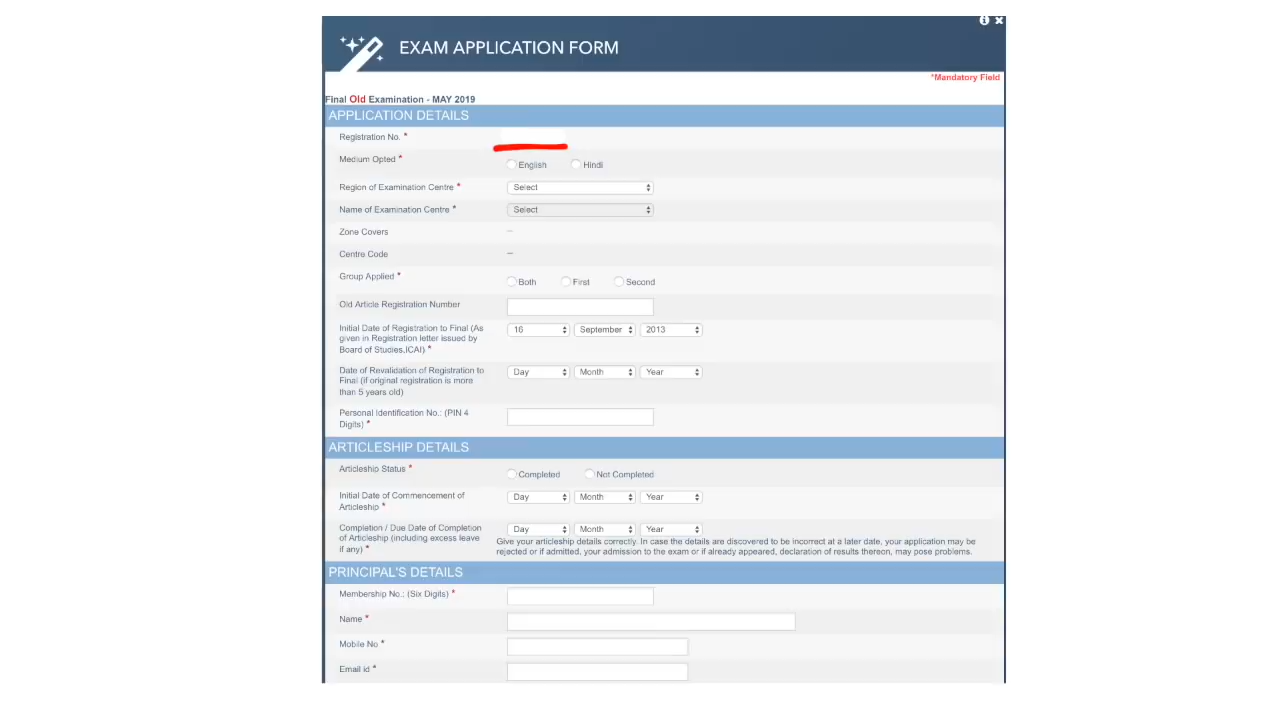 EXAM APPLICATION FORM
*Mandatory Field
Final Old Examination - MAY 2019
APPLICATION DETAILS
Registration No. *
Medium Opted *
English Hindi
Region of Examination Centre *
Select
Name of Examination Centre *
Select
Zone Covers
--
Centre Code
--
Group Applied *
Both First Second
Old Article Registration Number
Initial Date of Registration to Final (As
given in Registration letter issued by
Board of Studies,ICAI) *
16 September 2013
Date of Revalidation of Registration to
Final (if original registration is more
than 5 years old)
Day Month Year
Personal Identification No.: (PIN 4
Digits) *
ARTICLESHIP DETAILS
Articleship Status *
Completed Not Completed
Initial Date of Commencement of
Articleship *
Day Month Year
Completion / Due Date of Completion
of Articleship (including excess leave
if any) *
Day Month Year
Give your articleship details correctly. In case the details are discovered to be incorrect at a later date, your application may be
rejected or if admitted, your admission to the exam or if already appeared, declaration of results thereon, may pose problems.
PRINCIPAL'S DETAILS
Membership No.: (Six Digits) *
Name *
Mobile No *
Email id *